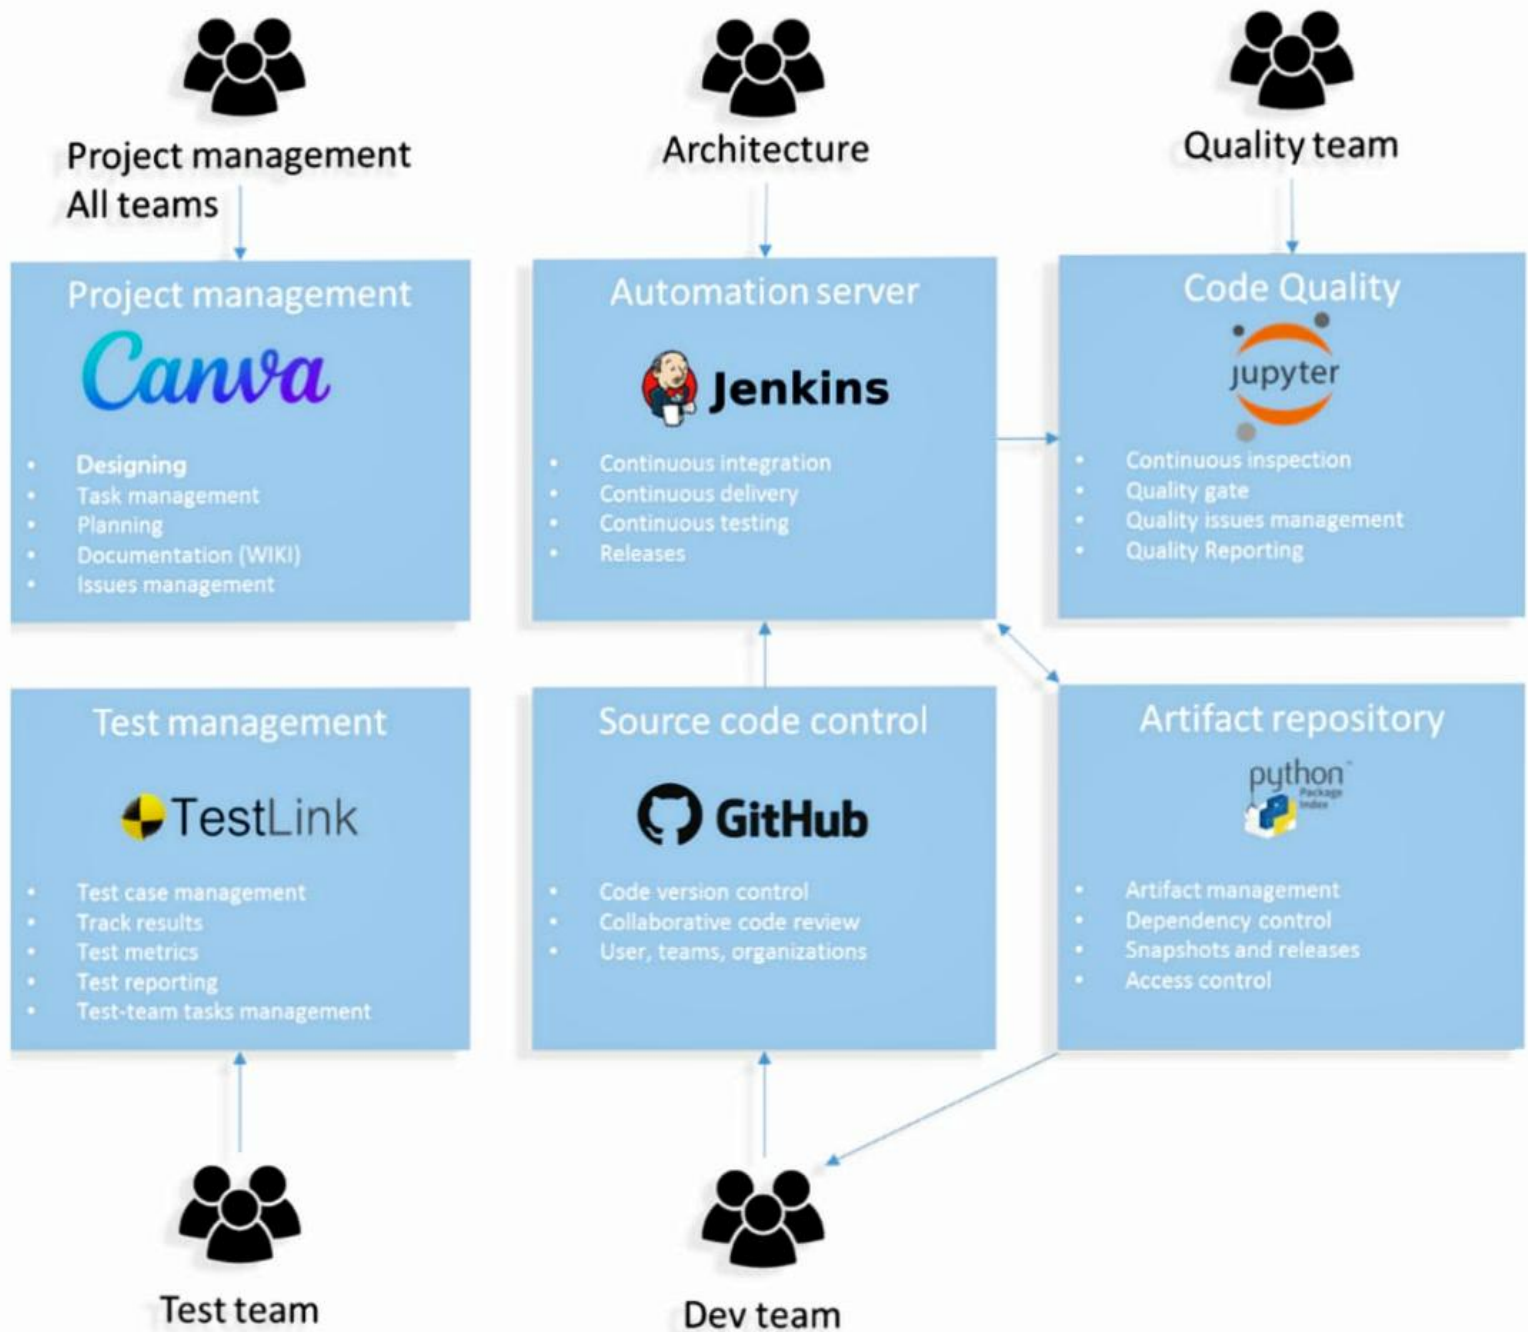 Project management
All teams
Architecture
Quality team
Project management
Canva
• Designing
• Task management
• Planning
• Documentation (WIKI)
• Issues management
Automation server
Jenkins
• Continuous integration
• Continuous delivery
• Continuous testing
• Releases
Code Quality
jupyter
• Continuous inspection
• Quality gate
• Quality issues management
• Quality Reporting
Test management
TestLink
• Test case management
• Track results
• Test metrics
• Test reporting
• Test-team tasks management
Source code control
GitHub
• Code version control
• Collaborative code review
• User, teams, organizations
Artifact repository
python™
Package
Index
• Artifact management
• Dependency control
• Snapshots and releases
• Access control
Test team
Dev team